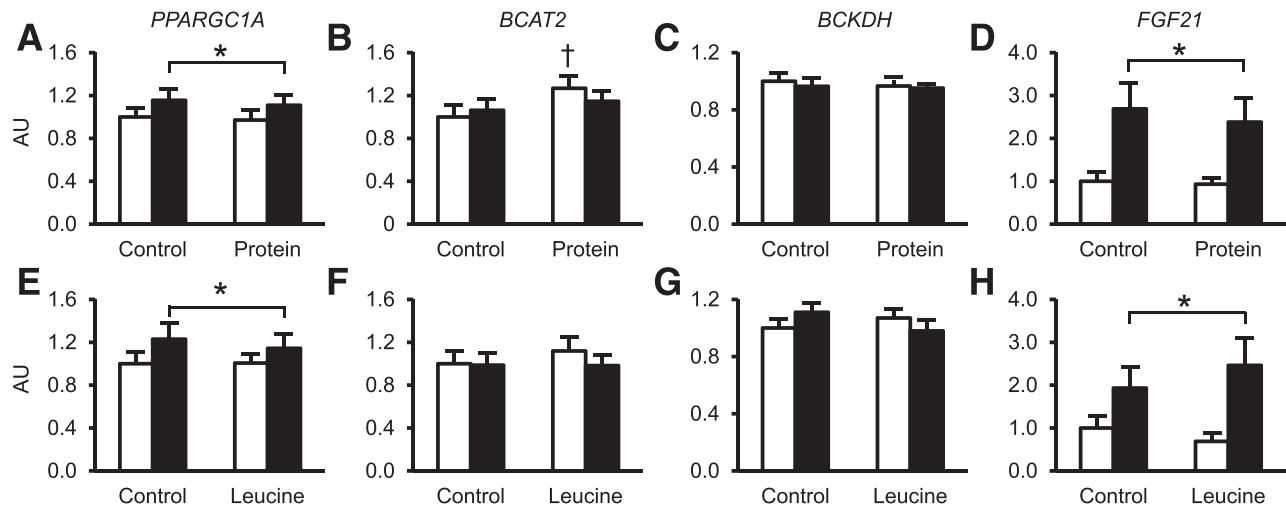 PPARGC1A BCAT2 BCKDH FGF21
A B C D
1.6 1.6 1.2 4.0
* † *
1.2 1.2 3.0
0.8
AU 0.8 0.8 2.0
0.4
0.4 0.4 1.0
0.0 0 0.0 0.0
Control Protein Control Protein Control Protein Control Protein
E F G H
1.6 1.6 1.2 4.0
* *
1.2 1.2 3.0
0.8
AU 0.8 0.8 2.0
0.4
0.4 0.4 1.0
0.0 0.0 0.0 0.0
Control Leucine Control Leucine Control Leucine Control Leucine